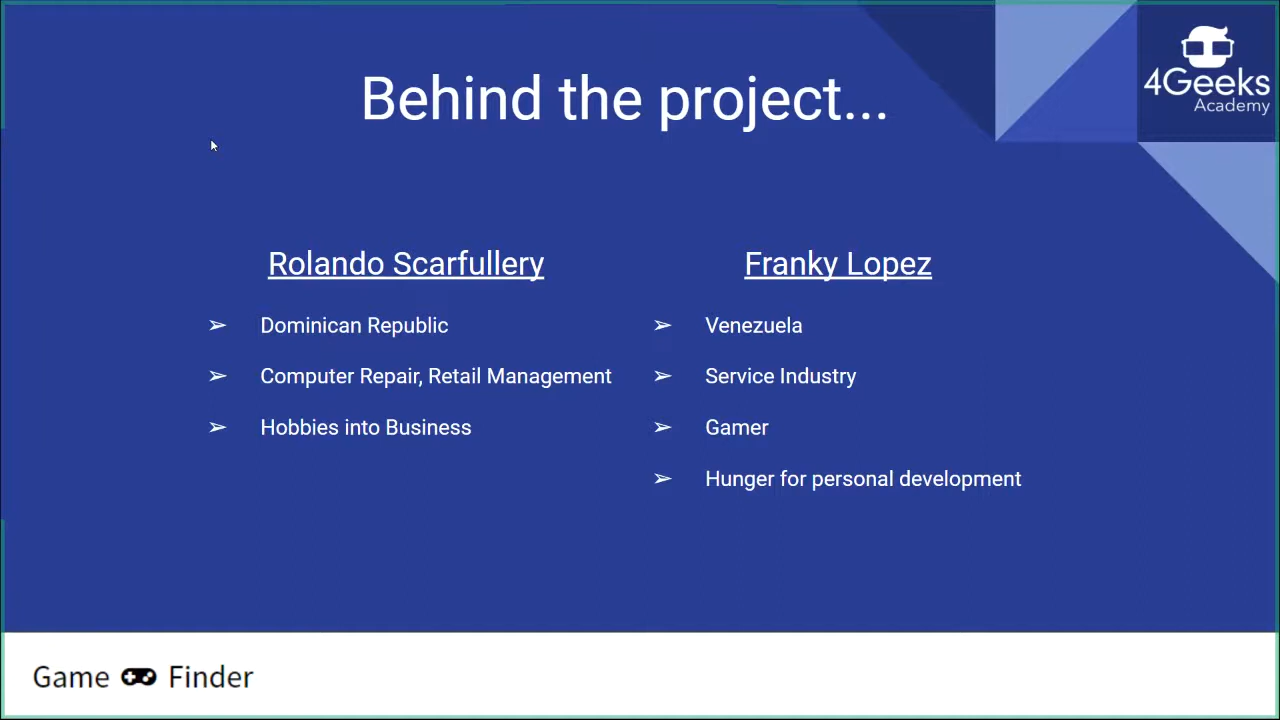 4Geeks
Academy
Behind the project...
Rolando Scarfullery
➢ Dominican Republic
➢ Computer Repair, Retail Management
➢ Hobbies into Business
Franky Lopez
➢ Venezuela
➢ Service Industry
➢ Gamer
➢ Hunger for personal development
Game Finder